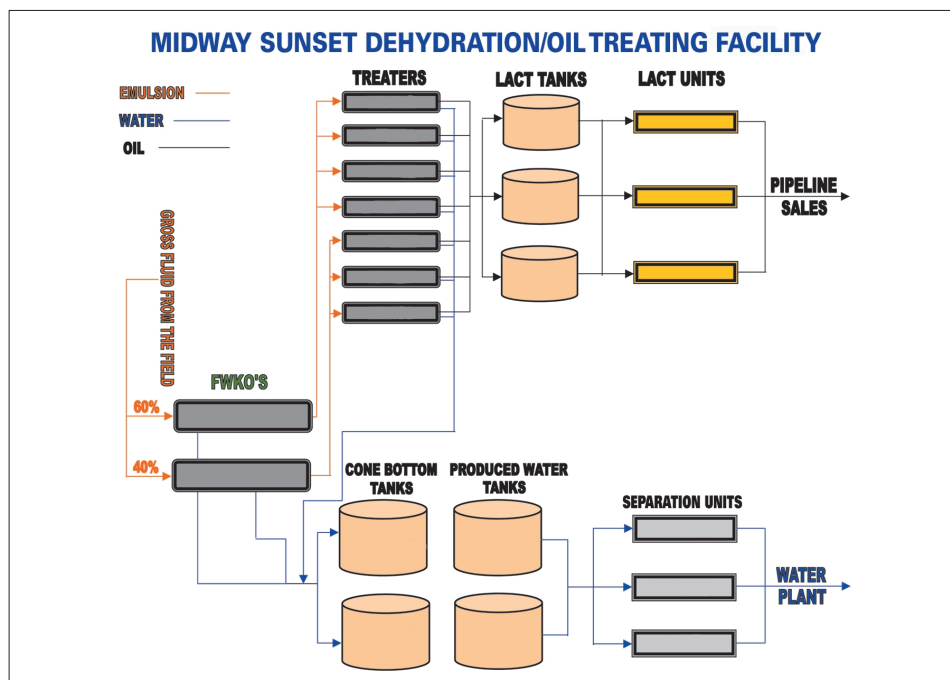 MIDWAY SUNSET DEHYDRATION/OIL TREATING FACILITY
EMULSION
WATER
OIL
TREATERS
LACT TANKS
LACT UNITS
PIPELINE
SALES
GROSS FLUID FROM THE FIELD
FWKO'S
60%
40%
CONE BOTTOM
TANKS
PRODUCED WATER
TANKS
SEPARATION UNITS
WATER
PLANT